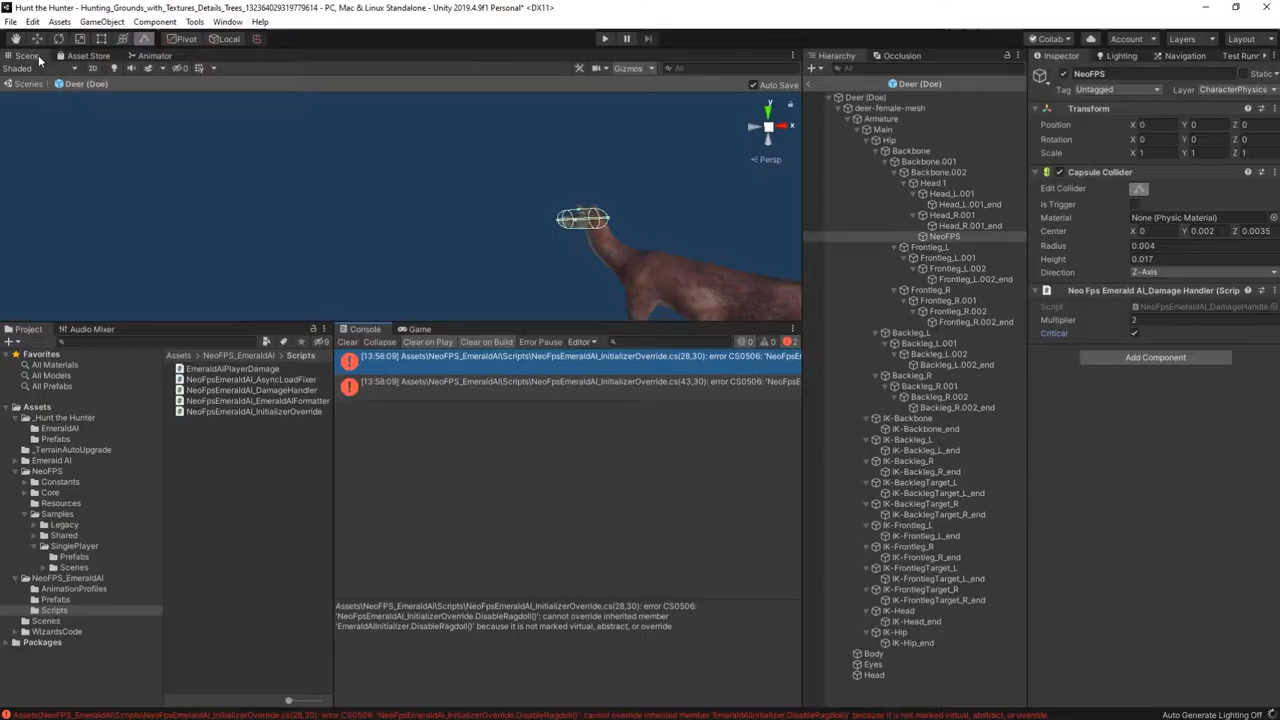 Hunt the Hunter - Hunting_Grounds_with_Textures_Details_Trees_132364029319779614 - PC, Mac & Linux Standalone - Unity 2019.4.9f1 Personal* <DX11>
File Edit Assets GameObject Component Tools Window Help
Pivot Local Collab Account Layers Layout
Scene Asset Store Animator
Shaded 2D 0 Gizmos All
Scenes Deer (Doe) Auto Save
y
x
Persp
Hierarchy Occlusion
All
Deer (Doe)
Deer (Doe)
deer-female-mesh
Armature
Main
Hip
Backbone
Backbone.001
Backbone.002
Head 1
Head_L.001
Head_L.001_end
Head_R.001
Head_R.001_end
NeoFPS
Frontleg_L
Frontleg_L.001
Frontleg_L.002
Frontleg_L.002_end
Frontleg_R
Frontleg_R.001
Frontleg_R.002
Frontleg_R.002_end
Backleg_L
Backleg_L.001
Backleg_L.002
Backleg_L.002_end
Backleg_R
Backleg_R.001
Backleg_R.002
Backleg_R.002_end
IK-Backbone
IK-Backbone_end
IK-Backleg_L
IK-Backleg_L_end
IK-Backleg_R
IK-Backleg_R_end
IK-BacklegTarget_L
IK-BacklegTarget_L_end
IK-BacklegTarget_R
IK-BacklegTarget_R_end
IK-Frontleg_L
IK-Frontleg_L_end
IK-Frontleg_R
IK-Frontleg_R_end
IK-FrontlegTarget_L
IK-FrontlegTarget_L_end
IK-FrontlegTarget_R
IK-FrontlegTarget_R_end
IK-Head
IK-Head_end
IK-Hip
IK-Hip_end
Body
Eyes
Head
Inspector Lighting Navigation Test Runn
NeoFPS Static
Tag Untagged Layer CharacterPhysics
Transform
Position X 0 Y 0 Z 0
Rotation X 0 Y 0 Z 0
Scale X 1 Y 1 Z 1
Capsule Collider
Edit Collider
Is Trigger
Material None (Physic Material)
Center X 0 Y 0.002 Z 0.0035
Radius 0.004
Height 0.017
Direction Z-Axis
Neo Fps Emerald AI_Damage Handler (Scrip
Script NeoFpsEmeraldAI_DamageHandle
Multiplier 2
Critical
Add Component
Project Audio Mixer
9
Favorites
All Materials
All Models
All Prefabs
Assets
_Hunt the Hunter
EmeraldAI
Prefabs
_TerrainAutoUpgrade
Emerald AI
NeoFPS
Constants
Core
Resources
Samples
Legacy
Shared
SinglePlayer
Prefabs
Scenes
NeoFPS_EmeraldAI
AnimationProfiles
Prefabs
Scripts
Scenes
WizardsCode
Packages
Assets NeoFPS_EmeraldAI Scripts
EmeraldAIPlayerDamage
NeoFpsEmeraldAI_AsyncLoadFixer
NeoFpsEmeraldAI_DamageHandler
NeoFpsEmeraldAI_EmeraldAIFormatter
NeoFpsEmeraldAI_InitializerOverride
Console Game
Clear Collapse Clear on Play Clear on Build Error Pause Editor 0 0 2
[13:58:09] Assets\NeoFPS_EmeraldAI\Scripts\NeoFpsEmeraldAI_InitializerOverride.cs(28,30): error CS0506: 'NeoFpsE
[13:58:09] Assets\NeoFPS_EmeraldAI\Scripts\NeoFpsEmeraldAI_InitializerOverride.cs(43,30): error CS0506: 'NeoFpsE
Assets\NeoFPS_EmeraldAI\Scripts\NeoFpsEmeraldAI_InitializerOverride.cs(28,30): error CS0506:
'NeoFpsEmeraldAI_InitializerOverride.DisableRagdoll()': cannot override inherited member
'EmeraldAIInitializer.DisableRagdoll()' because it is not marked virtual, abstract, or override
Assets\NeoFPS_EmeraldAI\Scripts\NeoFpsEmeraldAI_InitializerOverride.cs(28,30): error CS0506: 'NeoFpsEmeraldAI_InitializerOverride.DisableRagdoll()': cannot override inherited member 'EmeraldAIInitializer.DisableRagdoll()' because it is not marked virtual, abstract, or override
Auto Generate Lighting Off